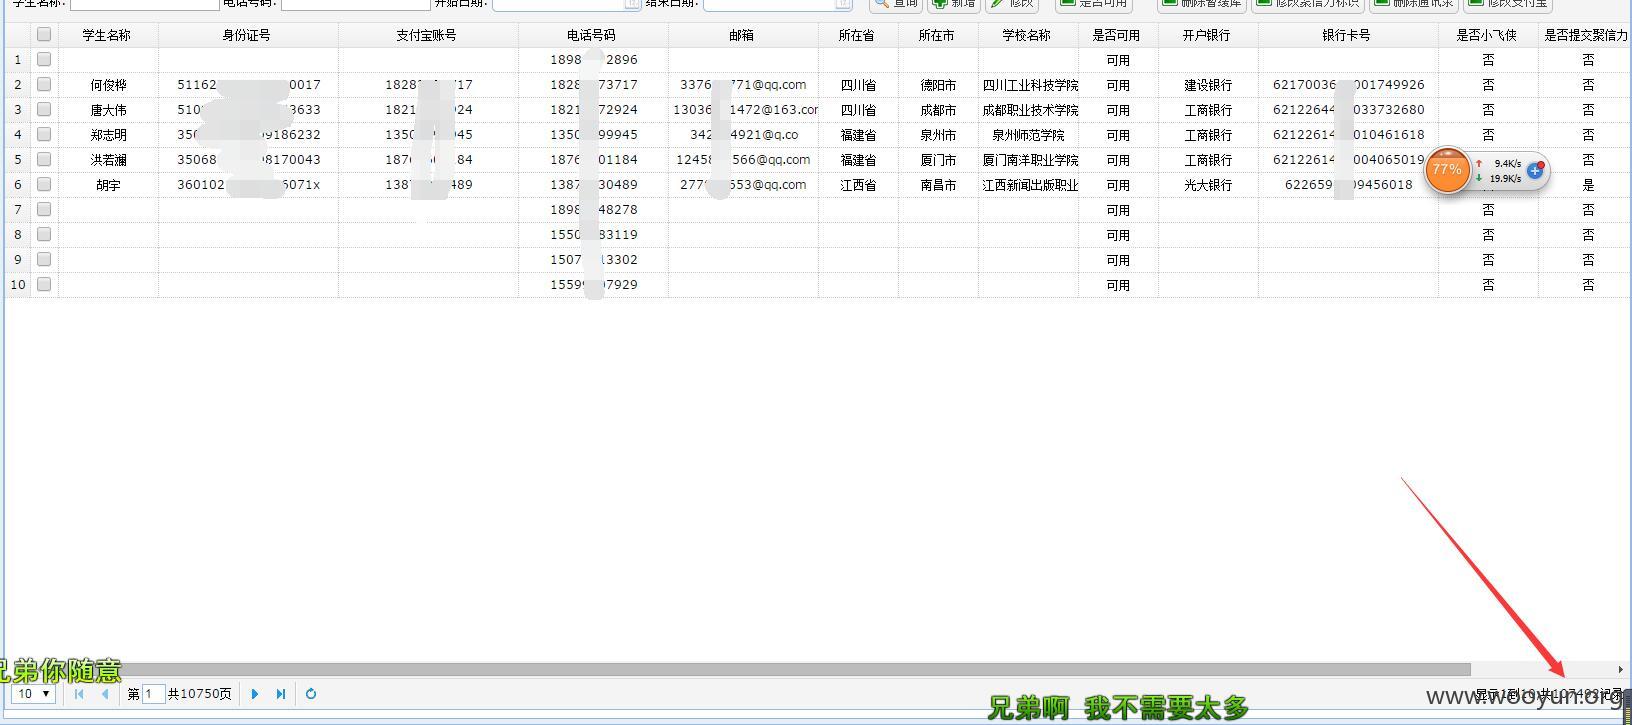 学生名称: 电话号码: 开始日期: 结束日期: 查询 新增 修改 是否可用 删除智缓库 修改聚信力标识 删除通讯录 修改支付宝
学生名称 身份证号 支付宝账号 电话号码 邮箱 所在省 所在市 学校名称 是否可用 开户银行 银行卡号 是否小飞侠 是否提交聚信力
1 1898 2896 可用 否 否
2 何俊桦 51162 0017 1828 17 1828 73717 3376 771@qq.com 四川省 德阳市 四川工业科技学院 可用 建设银行 62170036 001749926 否 否
3 唐大伟 510 3633 1821 924 1821 72924 13036 1472@163.cor 四川省 成都市 成都职业技术学院 可用 工商银行 62122644 033732680 否 否
4 郑志明 350 9186232 1350 945 1350 99945 342 4921@q.co 福建省 泉州市 泉州师范学院 可用 工商银行 62122614 010461618 否 否
5 洪若澜 35068 8170043 1876 184 1876 01184 1245 566@qq.com 福建省 厦门市 厦门南洋职业学院 可用 工商银行 62122614 004065019 否
6 胡宇 360102 6071x 1387 489 1387 30489 277 553@qq.com 江西省 南昌市 江西新闻出版职业 可用 光大银行 622659 09456018 是
77% 9.4K/s
19.9K/s
7 1898 48278 可用 否 否
8 1550 83119 可用 否 否
9 1507 13302 可用 否 否
10 1559 07929 可用 否 否
兄弟你随意
10 第 1 共10750页 显示1到10,共107492记录
www.wooyun.org
兄弟啊 我不需要太多